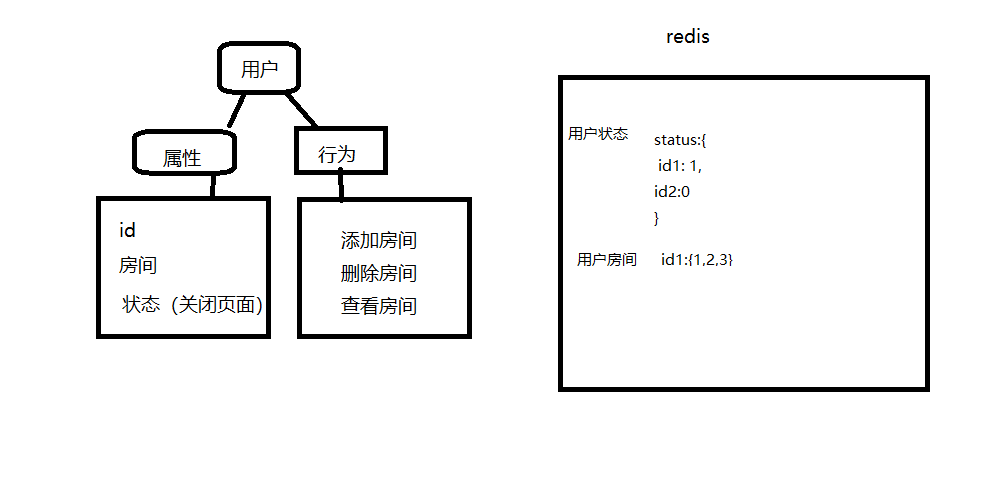 用户
属性
行为
id
房间
状态（关闭页面）
添加房间
删除房间
查看房间
redis
用户状态
status:{
id1: 1,
id2:0
}
用户房间
id1:{1,2,3}